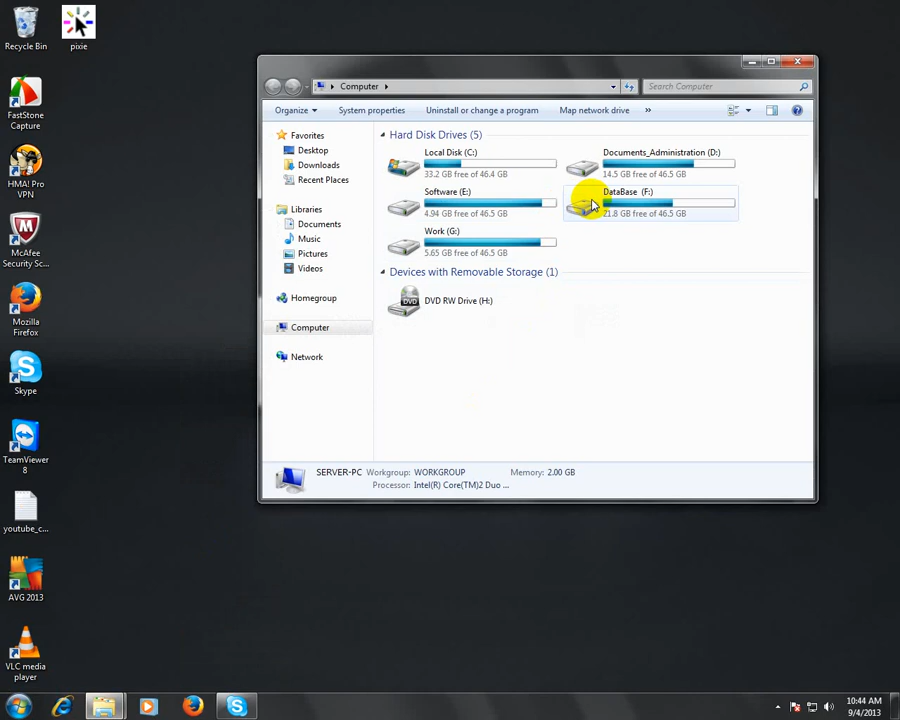 Recycle Bin
pixie
FastStone
Capture
HMA! Pro
VPN
McAfee
Security Sc...
Mozilla
Firefox
Skype
TeamViewer
8
youtube_c...
AVG 2013
VLC media
player
Computer
Search Computer
Organize
System properties
Uninstall or change a program
Map network drive
»
Favorites
Desktop
Downloads
Recent Places
Libraries
Documents
Music
Pictures
Videos
Homegroup
Computer
Network
Hard Disk Drives (5)
Local Disk (C:)
33.2 GB free of 46.4 GB
Documents_Administration (D:)
14.5 GB free of 46.5 GB
Software (E:)
4.94 GB free of 46.5 GB
DataBase (F:)
21.8 GB free of 46.5 GB
Work (G:)
5.65 GB free of 46.5 GB
Devices with Removable Storage (1)
DVD
DVD RW Drive (H:)
SERVER-PC Workgroup: WORKGROUP Memory: 2.00 GB
Processor: Intel(R) Core(TM)2 Duo ...
10:44 AM
9/4/2013